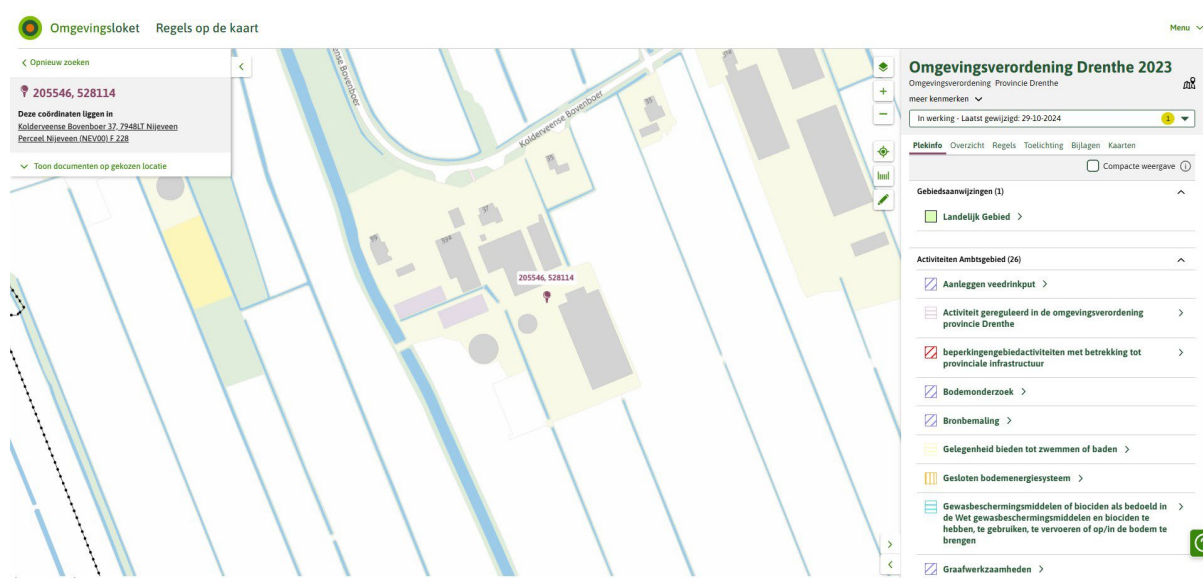 Omgevingsloket
Regels op de kaart
Menu
Opnieuw zoeken
205546, 528114
Deze coördinaten liggen in
Kolderveense Bovenboer 37, 7948LT Nijeveen
Perceel Nijeveen (NEV00) F 228
Toon documenten op gekozen locatie
Kolderveense Bovenboer
33
35
37
39
39a
205546, 528114
Omgevingsverordening Drenthe 2023
Omgevingsverordening Provincie Drenthe
meer kenmerken
In werking - Laatst gewijzigd: 29-10-2024
1
Plekinfo Overzicht Regels Toelichting Bijlagen Kaarten
Compacte weergave
Gebiedsaanwijzingen (1)
Landelijk Gebied
Activiteiten Ambtsgebied (26)
Aanleggen veedrinkput
Activiteit gereguleerd in de omgevingsverordening
provincie Drenthe
beperkingengebiedactiviteiten met betrekking tot
provinciale infrastructuur
Bodemonderzoek
Bronbemaling
Gelegenheid bieden tot zwemmen of baden
Gesloten bodemenergiesysteem
Gewasbeschermingsmiddelen of biociden als bedoeld in
de Wet gewasbeschermingsmiddelen en biociden te
hebben, te gebruiken, te vervoeren of op/in de bodem te
brengen
Graafwerkzaamheden